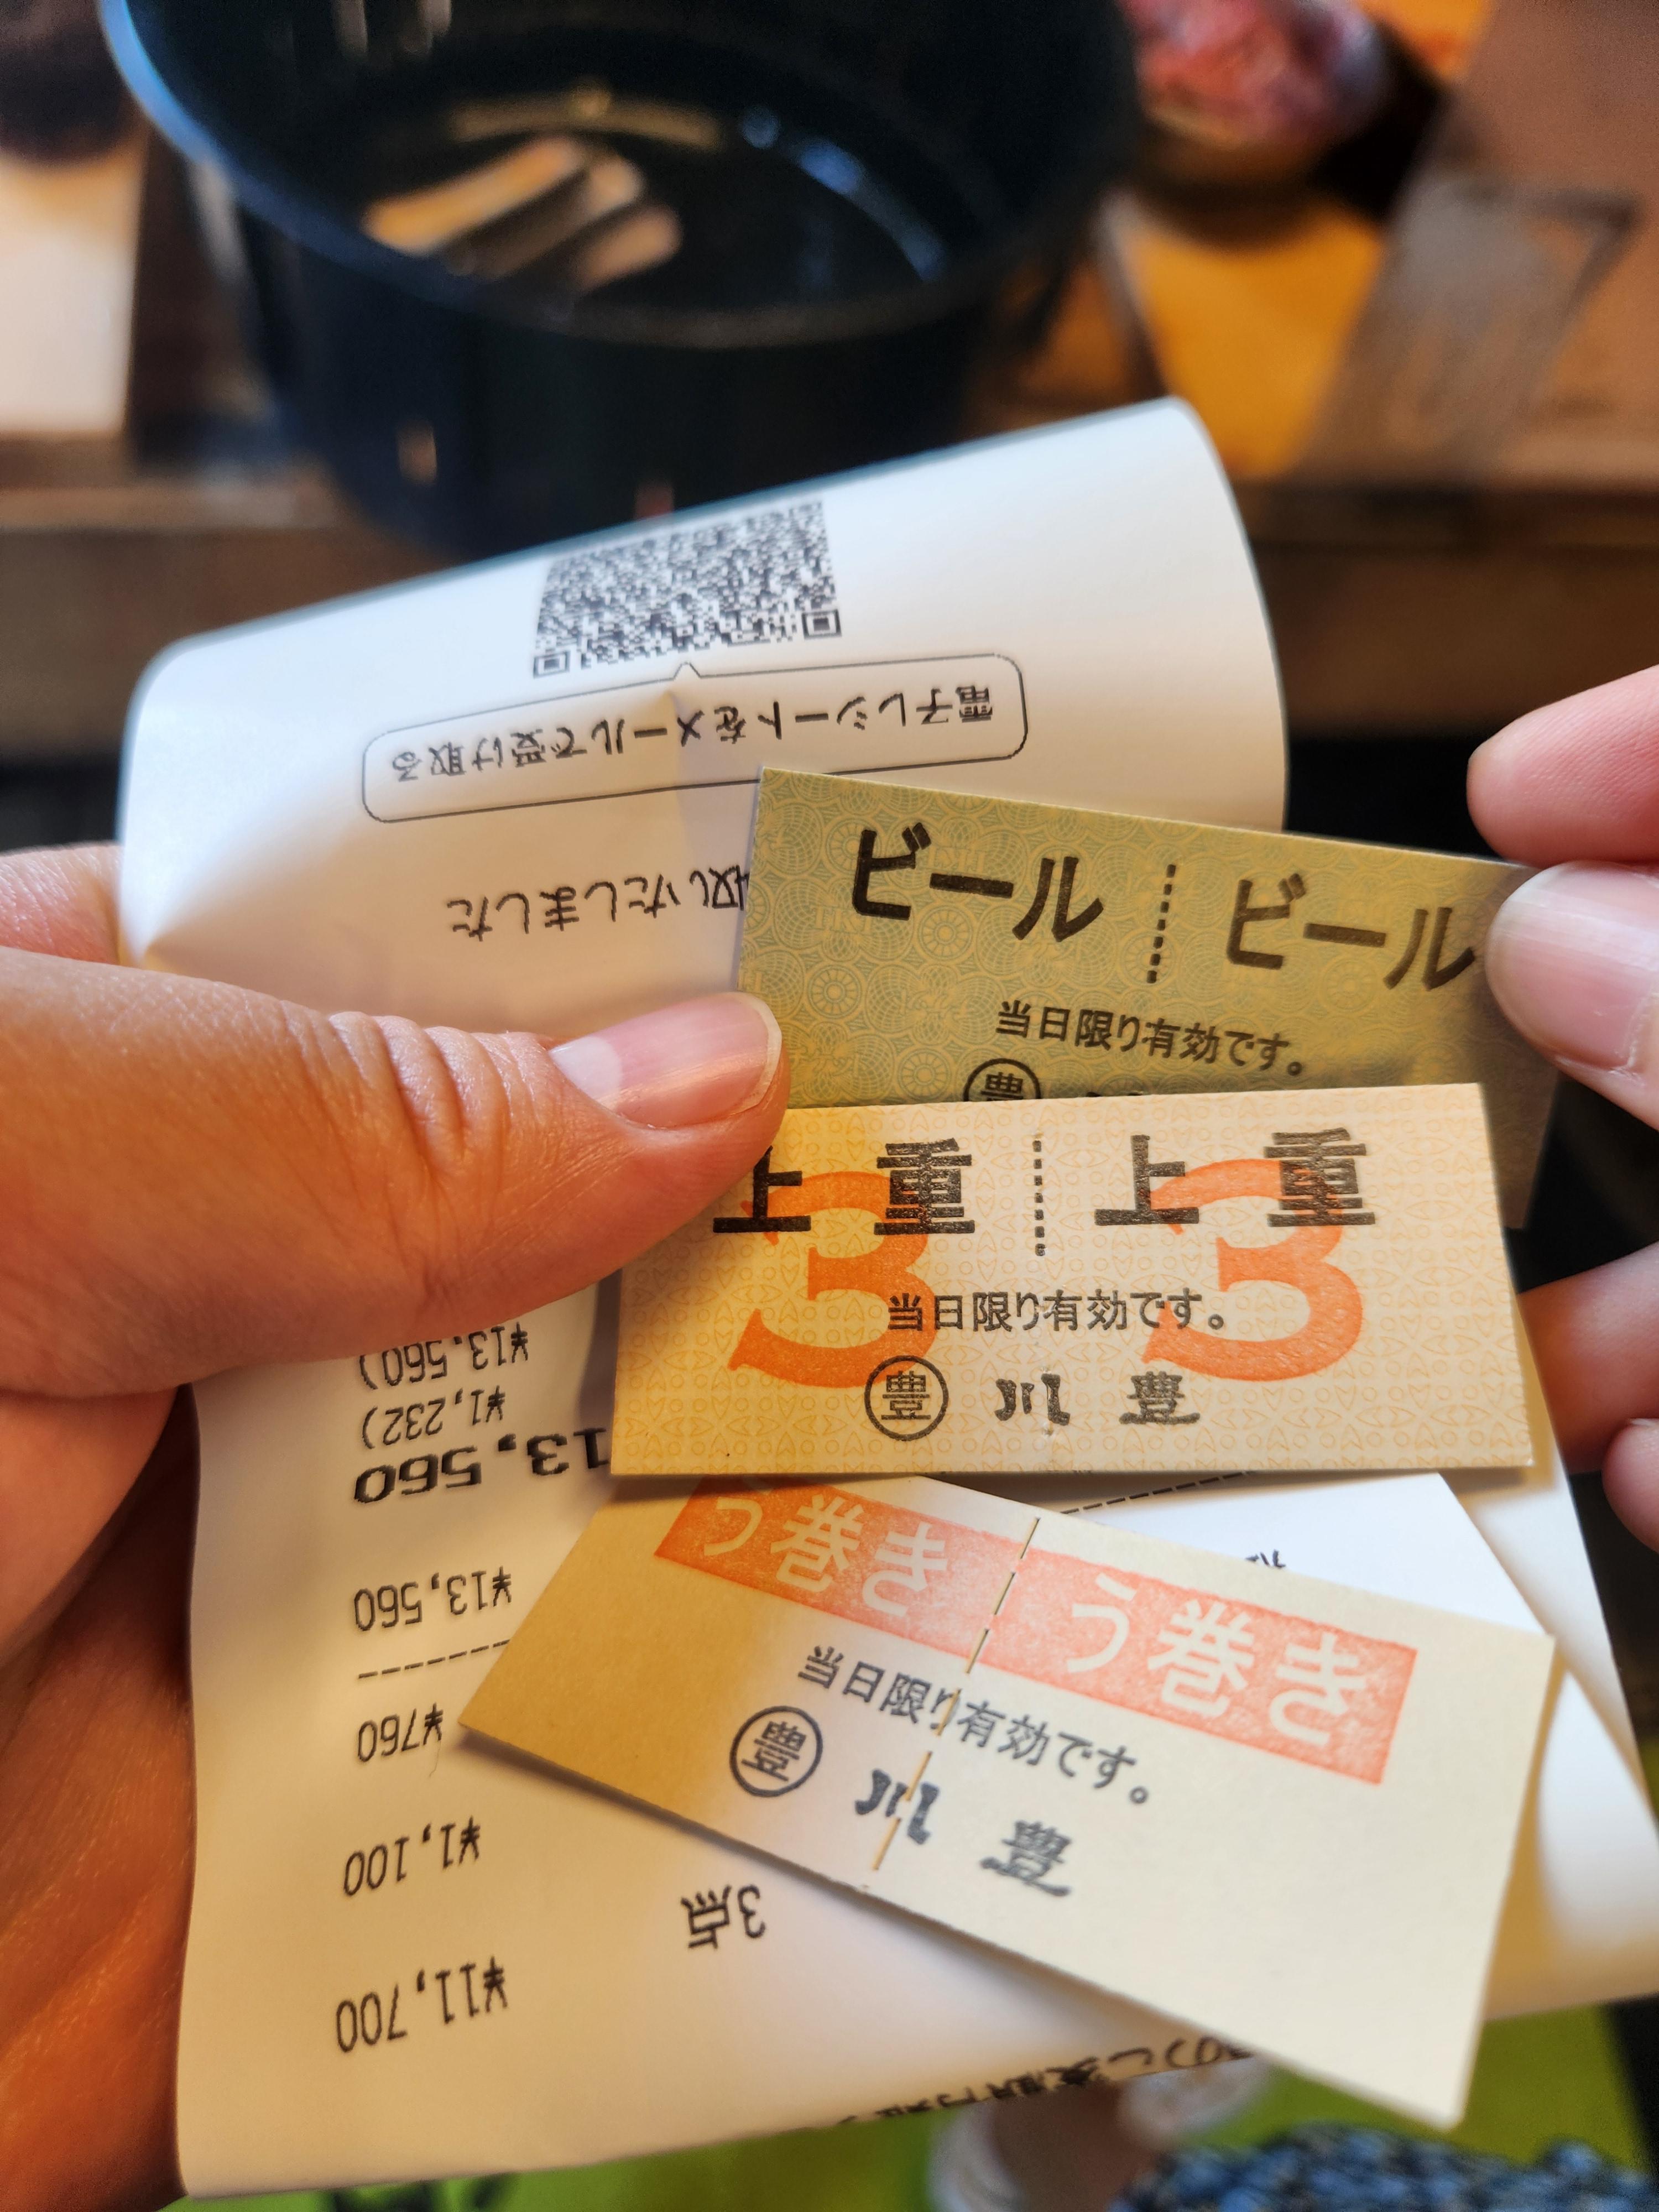 ビール ビール
当日限り有効です。
豊
上重 上重
3 3
当日限り有効です。
豊 川豊
う巻き う巻き
当日限り有効です。
豊 川豊
¥11,700
3点
¥1,100
¥760
¥13,560
13,560
¥1,232)
¥13,560)
いたしました
電子レシートをメールで受け取る